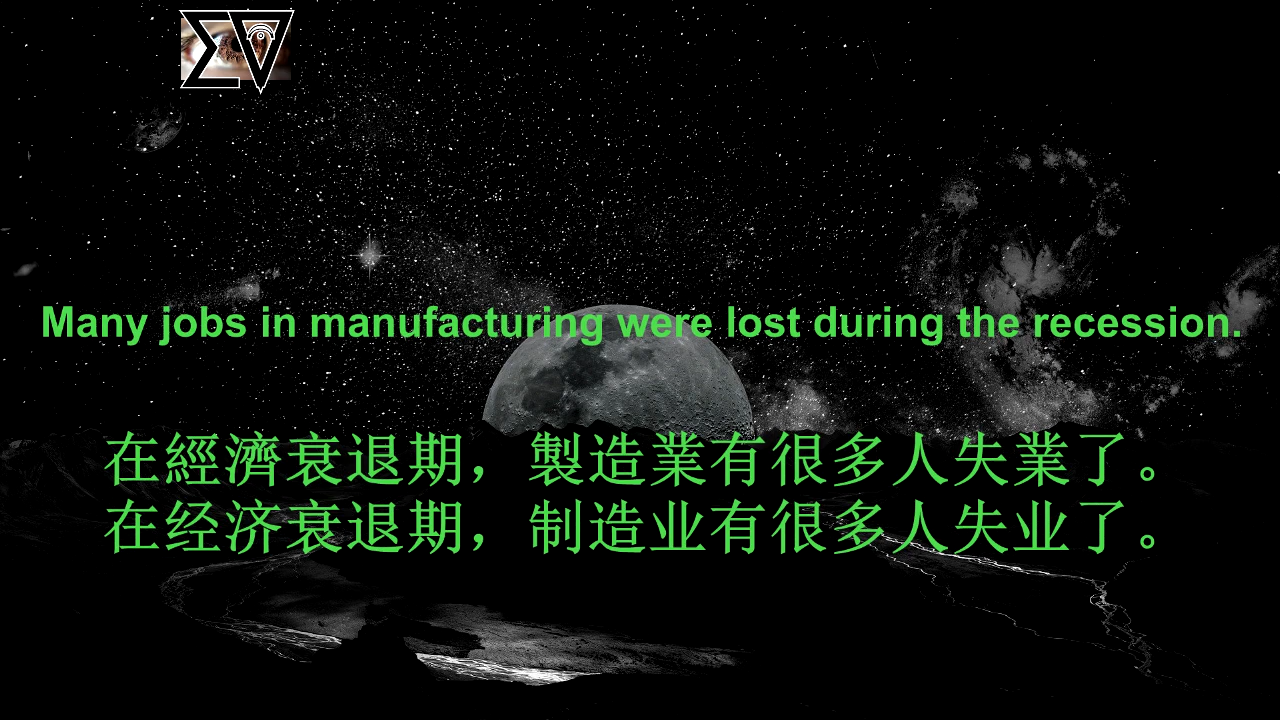 Many jobs in manufacturing were lost during the recession.
在經濟衰退期，製造業有很多人失業了。
在经济衰退期，制造业有很多人失业了。